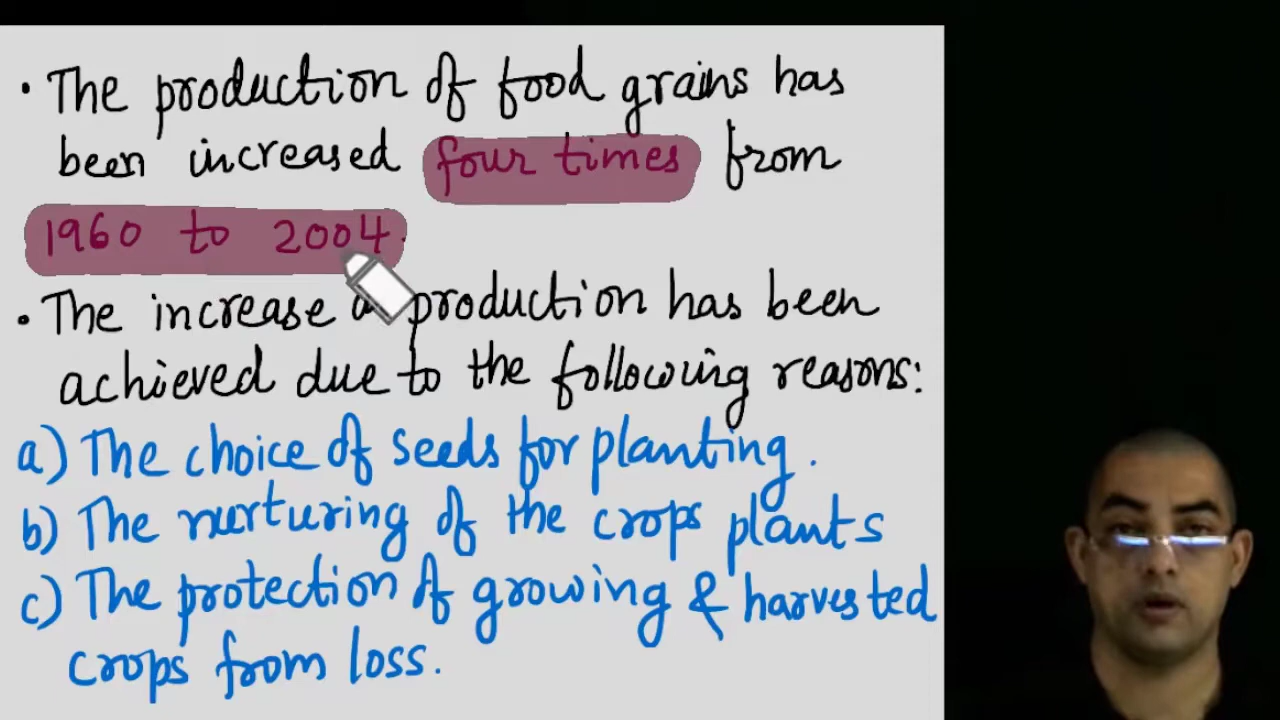 • The production of food grains has
been increased four times from
1960 to 2004.
• The increase production has been
achieved due to the following reasons:
a) The choice of seeds for planting.
b) The nurturing of the crops plants
c) The protection of growing & harvested
crops from loss.